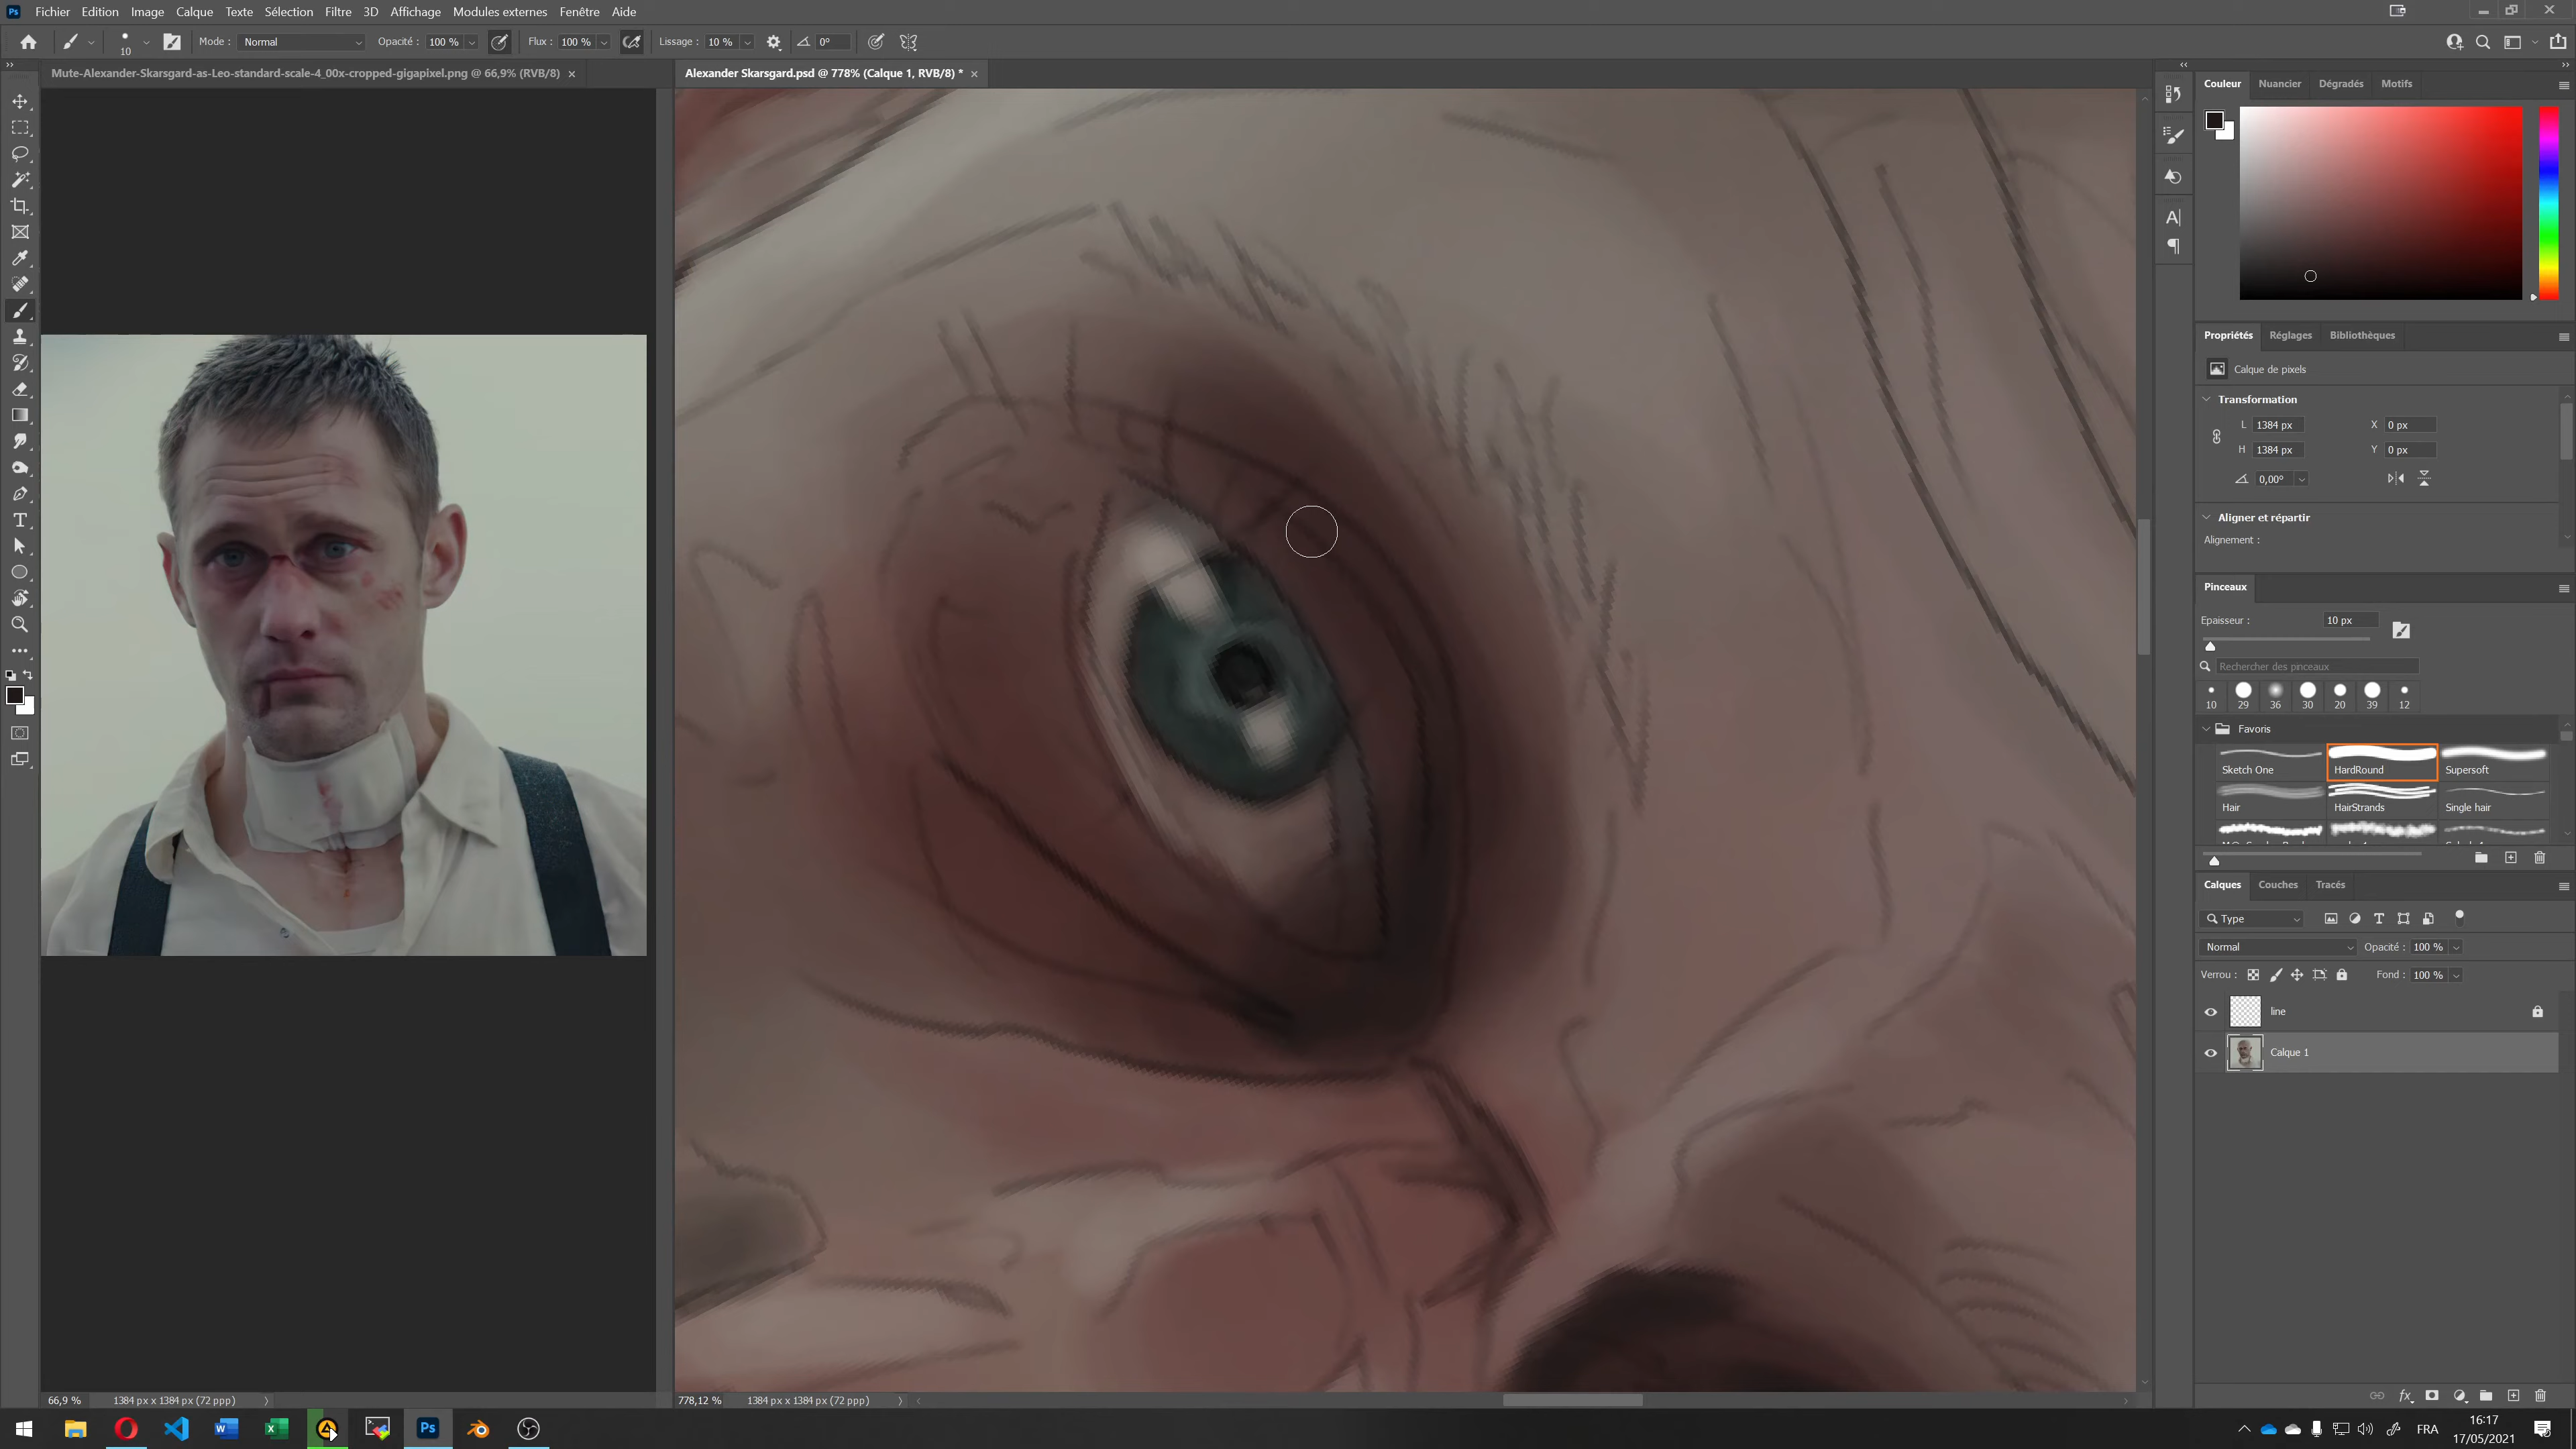 Ps Fichier Edition Image Calque Texte Sélection Filtre 3D Affichage Modules externes Fenêtre Aide
10 Mode : Normal Opacité : 100 % Flux : 100 % Lissage : 10 % 0°
Mute-Alexander-Skarsgard-as-Leo-standard-scale-4_00x-cropped-gigapixel.png @ 66,9% (RVB/8) ×
Alexander Skarsgard.psd @ 778% (Calque 1, RVB/8) * ×
Couleur Nuancier Dégradés Motifs
Propriétés Réglages Bibliothèques
Calque de pixels
Transformation
L 1384 px X 0 px
H 1384 px Y 0 px
0,00°
Aligner et répartir
Alignement :
Pinceaux
Epaisseur : 10 px
Rechercher des pinceaux
10 29 36 30 20 39 12
Favoris
Sketch One HardRound Supersoft
Hair HairStrands Single hair
Calques Couches Tracés
Type
Normal Opacité : 100 %
Verrou : Fond : 100 %
line
Calque 1
fx
66,9 % 1384 px x 1384 px (72 ppp)
778,12 % 1384 px x 1384 px (72 ppp)
Ps
FRA
16:17
17/05/2021